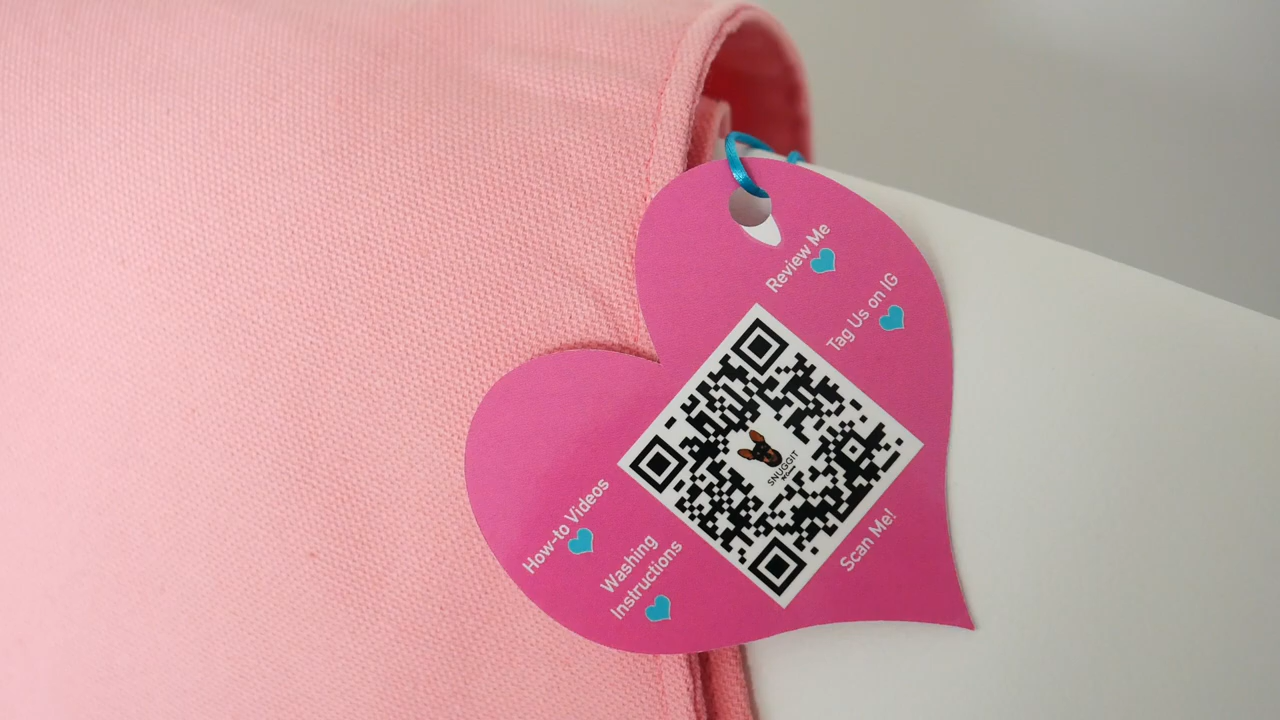 Review Me
Tag Us on IG
How-to Videos
Washing
Instructions
SNUGGIT
Scan Me!